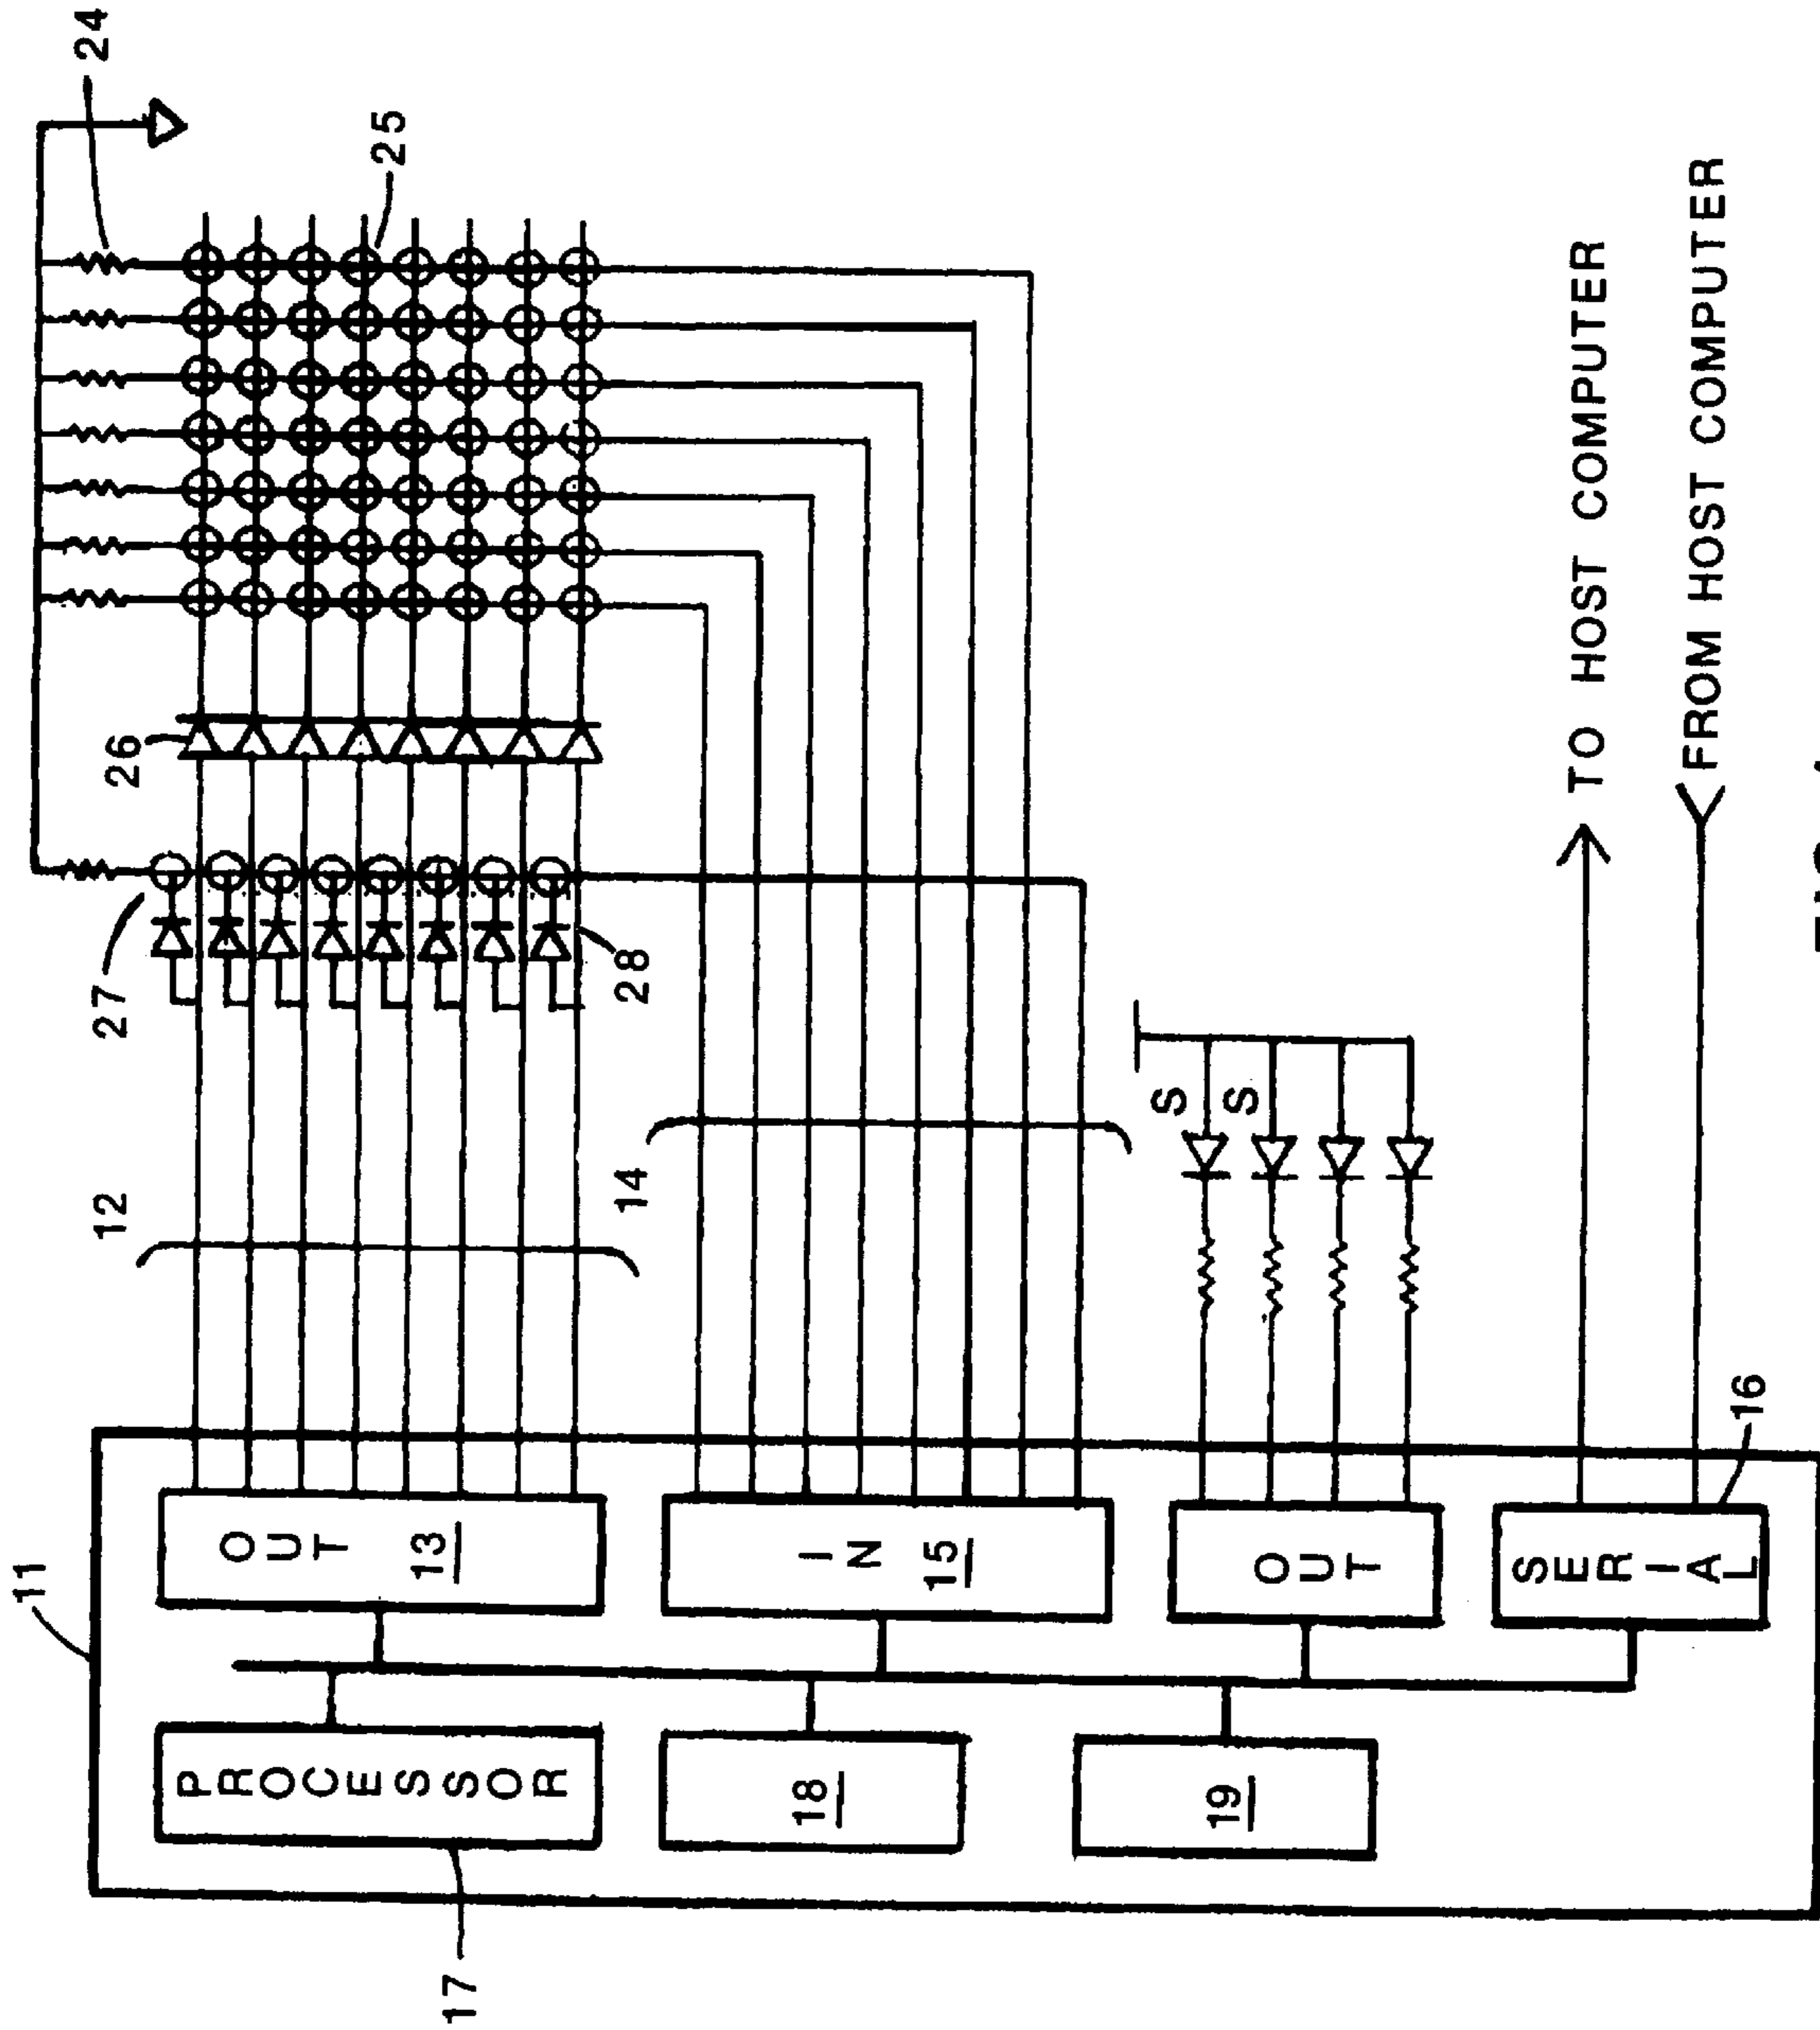 24
25
26
27
28
12
14
S
S
TO HOST COMPUTER
FROM HOST COMPUTER
11
OUT 13
IN 15
OUT
SERIAL
16
PROCESSOR
17
18
19